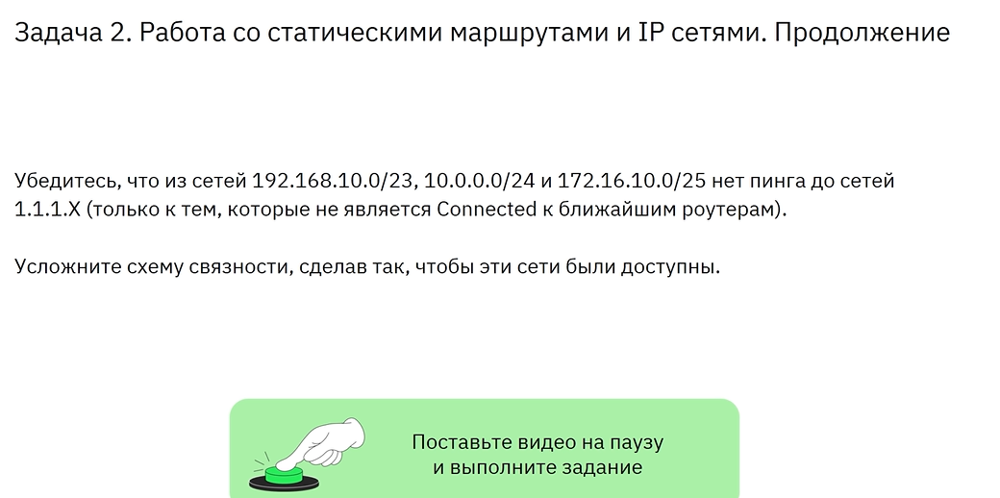 Задача 2. Работа со статическими маршрутами и IP сетями. Продолжение
Убедитесь, что из сетей 192.168.10.0/23, 10.0.0.0/24 и 172.16.10.0/25 нет пинга до сетей
1.1.1.X (только к тем, которые не является Connected к ближайшим роутерам).
Усложните схему связности, сделав так, чтобы эти сети были доступны.
Поставьте видео на паузу
и выполните задание